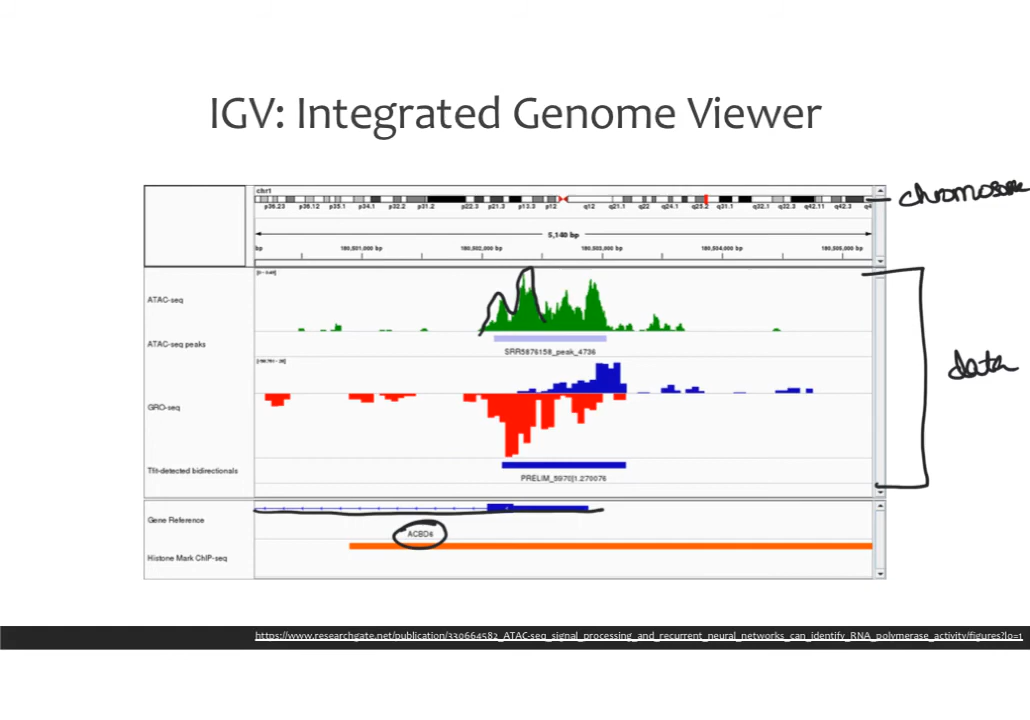 IGV: Integrated Genome Viewer
chr1
p36.23 p36.12 p35.1 p34.1 p32.2 p31.2 p22.3 p21.3 p13.3 p12 q12 q21.1 q22 q24.1 q25.2 q31.1 q32.1 q32.3 q42.11 q42.3 q4
chromosome
5,140 bp
bp 180,501,000 bp 180,502,000 bp 180,503,000 bp 180,504,000 bp 180,505,000 bp
ATAC-seq
ATAC-seq peaks
SRR5876158_peak_4736
data
GRO-seq
Tfit-detected bidirectionals
PRELIM_5970|1.270076
Gene Reference
ACBD6
Histone Mark ChIP-seq
https://www.researchgate.net/publication/330664582_ATAC-seq_signal_processing_and_recurrent_neural_networks_can_identify_RNA_polymerase_activity/figures?lo=1